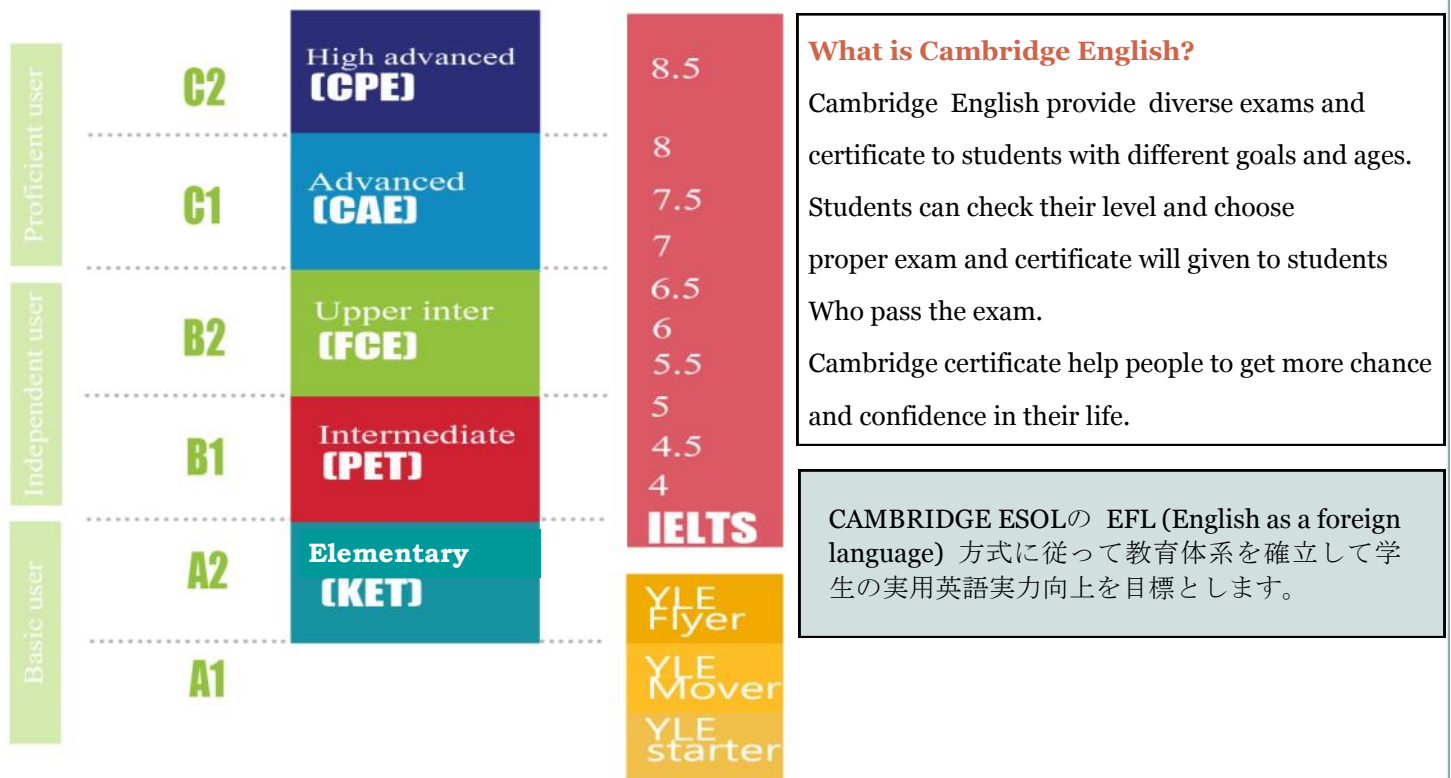 Proficient user
Independent user
Basic user
C2
C1
B2
B1
A2
A1
High advanced
(CPE)
Advanced
(CAE)
Upper inter
(FCE)
Intermediate
(PET)
Elementary
(KET)
8.5
8
7.5
7
6.5
6
5.5
5
4.5
4
IELTS
YLE
Flyer
YLE
Mover
YLE
starter
What is Cambridge English?
Cambridge English provide diverse exams and
certificate to students with different goals and ages.
Students can check their level and choose
proper exam and certificate will given to students
Who pass the exam.
Cambridge certificate help people to get more chance
and confidence in their life.
CAMBRIDGE ESOLの EFL (English as a foreign
language) 方式に従って教育体系を確立して学
生の実用英語実力向上を目標とします。